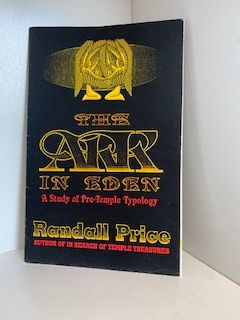 THE
ARK
IN EDEN
A Study of Pre-Temple Typology
Randall Price
AUTHOR OF IN SEARCH OF TEMPLE TREASURES